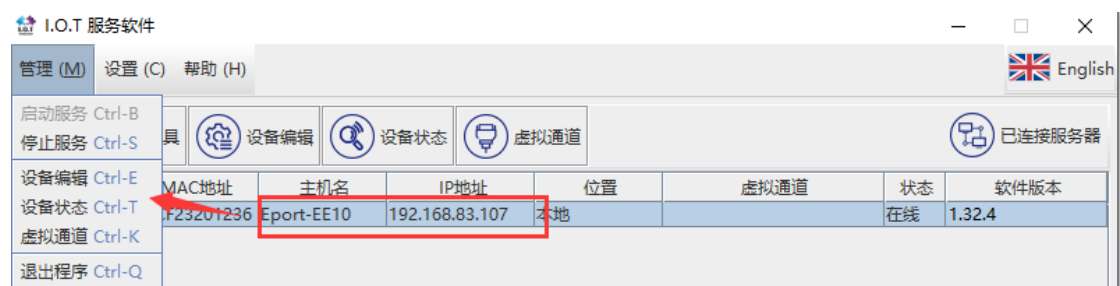 I.O.T 服务软件
管理 (M) 设置 (C) 帮助 (H) English
启动服务 Ctrl-B
停止服务 Ctrl-S
具 设备编辑 设备状态 虚拟通道 已连接服务器
设备编辑 Ctrl-E
设备状态 Ctrl-T
虚拟通道 Ctrl-K
退出程序 Ctrl-Q
MAC地址 主机名 IP地址 位置 虚拟通道 状态 软件版本
F23201236 Eport-EE10 192.168.83.107 本地 在线 1.32.4